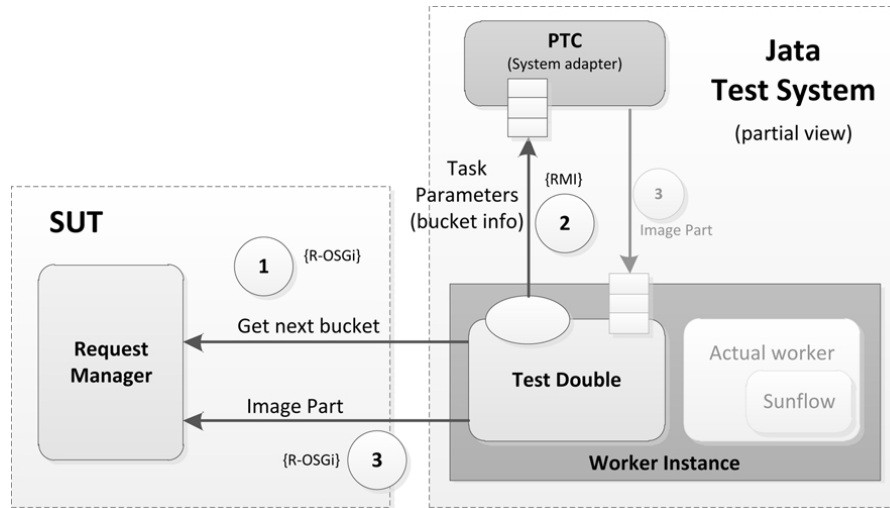 PTC
(System adapter)
Jata
Test System
(partial view)
Task
Parameters
(bucket info)
{RMI}
2
3
Image Part
SUT
1
{R-OSGi}
Get next bucket
Request
Manager
Image Part
{R-OSGi}
3
Test Double
Actual worker
Sunflow
Worker Instance